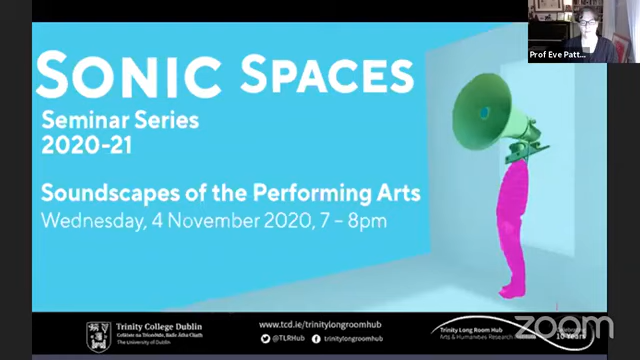 Prof Eve Patt...
SONIC SPACES
Seminar Series
2020-21
Soundscapes of the Performing Arts
Wednesday, 4 November 2020, 7 – 8pm
Trinity College Dublin
Coláiste na Tríonóide, Baile Átha Cliath
The University of Dublin
www.tcd.ie/trinitylongroomhub
@TLRHub
trinitylongroomhub
Trinity Long Room Hub
Arts & Humanities Research
10 Years
zoom